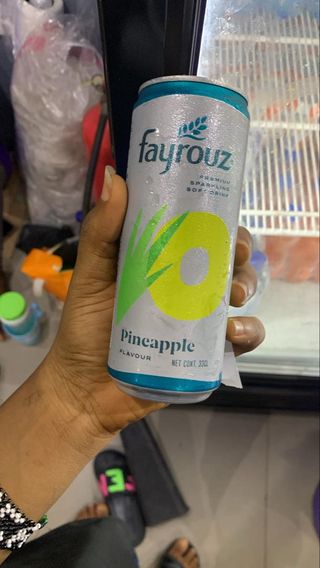 fayrouz
PREMIUM
SPARKLING
SOFT DRINK
Pineapple
FLAVOUR
NET CONT. 33CL